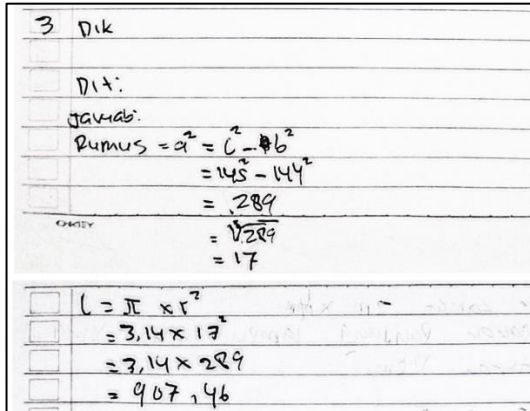 3 Dik
Dit:
Jawab:
Rumus = a² = c² - b²
= 145² - 144²
= 289
= √289
= 17
L = π x r²
= 3,14 x 17²
= 3,14 x 289
= 907,46